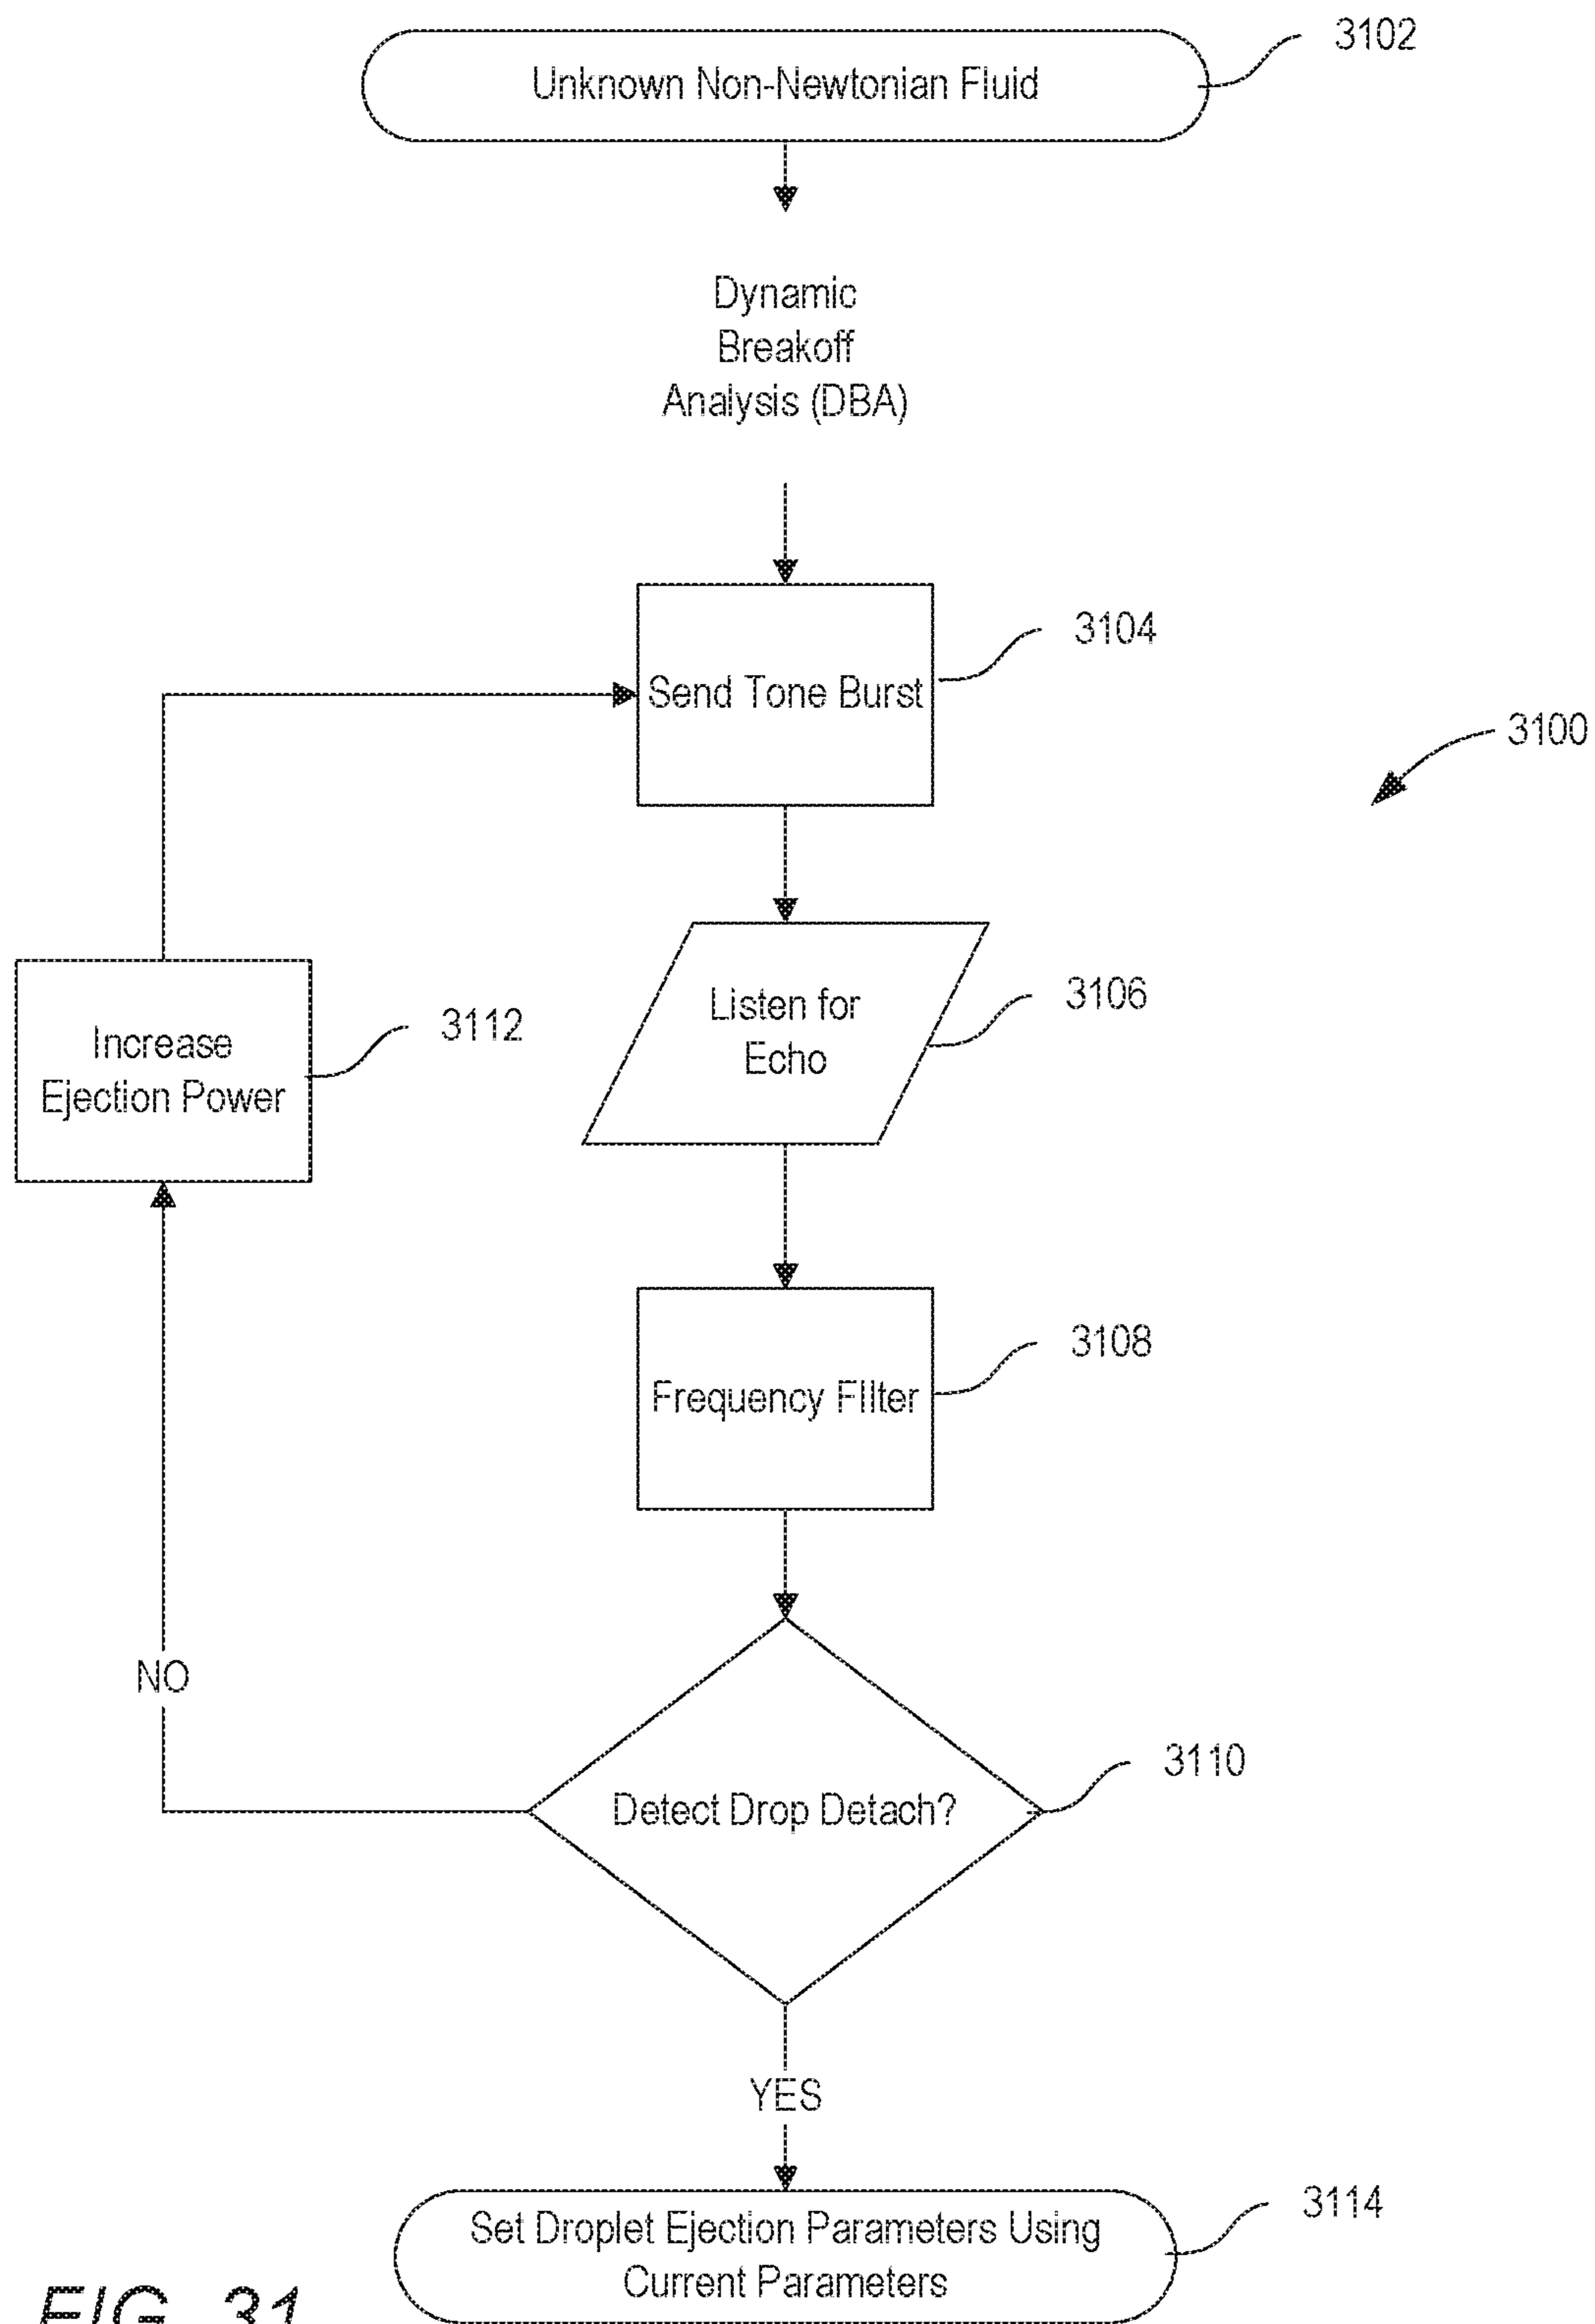 Unknown Non-Newtonian Fluid
3102
Dynamic
Breakoff
Analysis (DBA)
Send Tone Burst
3104
3100
Listen for
Echo
3106
Increase
Ejection Power
3112
Frequency FIlter
3108
NO
Detect Drop Detach?
3110
YES
Set Droplet Ejection Parameters Using
Current Parameters
3114
FIG. 31